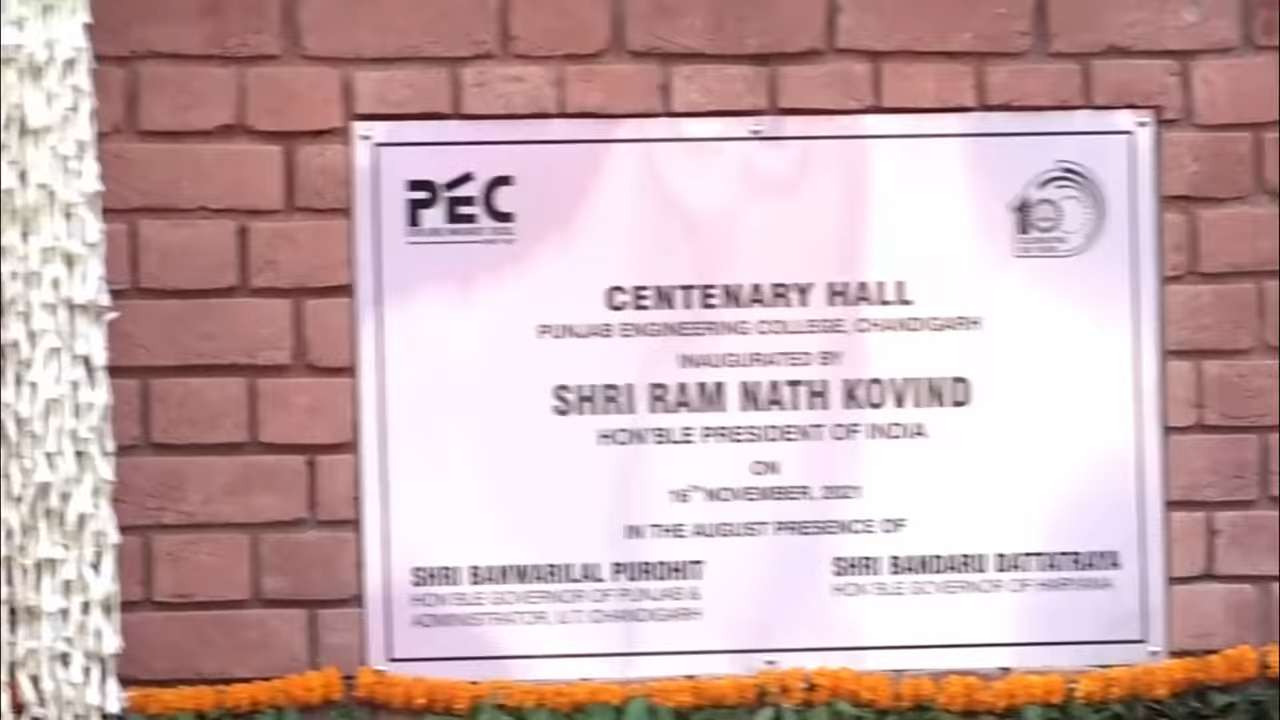 PEC
100
CENTENARY HALL
PUNJAB ENGINEERING COLLEGE, CHANDIGARH
INAUGURATED BY
SHRI RAM NATH KOVIND
HON'BLE PRESIDENT OF INDIA
ON
16TH NOVEMBER, 2021
IN THE AUGUST PRESENCE OF
SHRI BANWARILAL PUROHIT
HON'BLE GOVERNOR OF PUNJAB &
ADMINISTRATOR, U.T. CHANDIGARH
SHRI BANDARU DATTATRAYA
HON'BLE GOVERNOR OF HARYANA